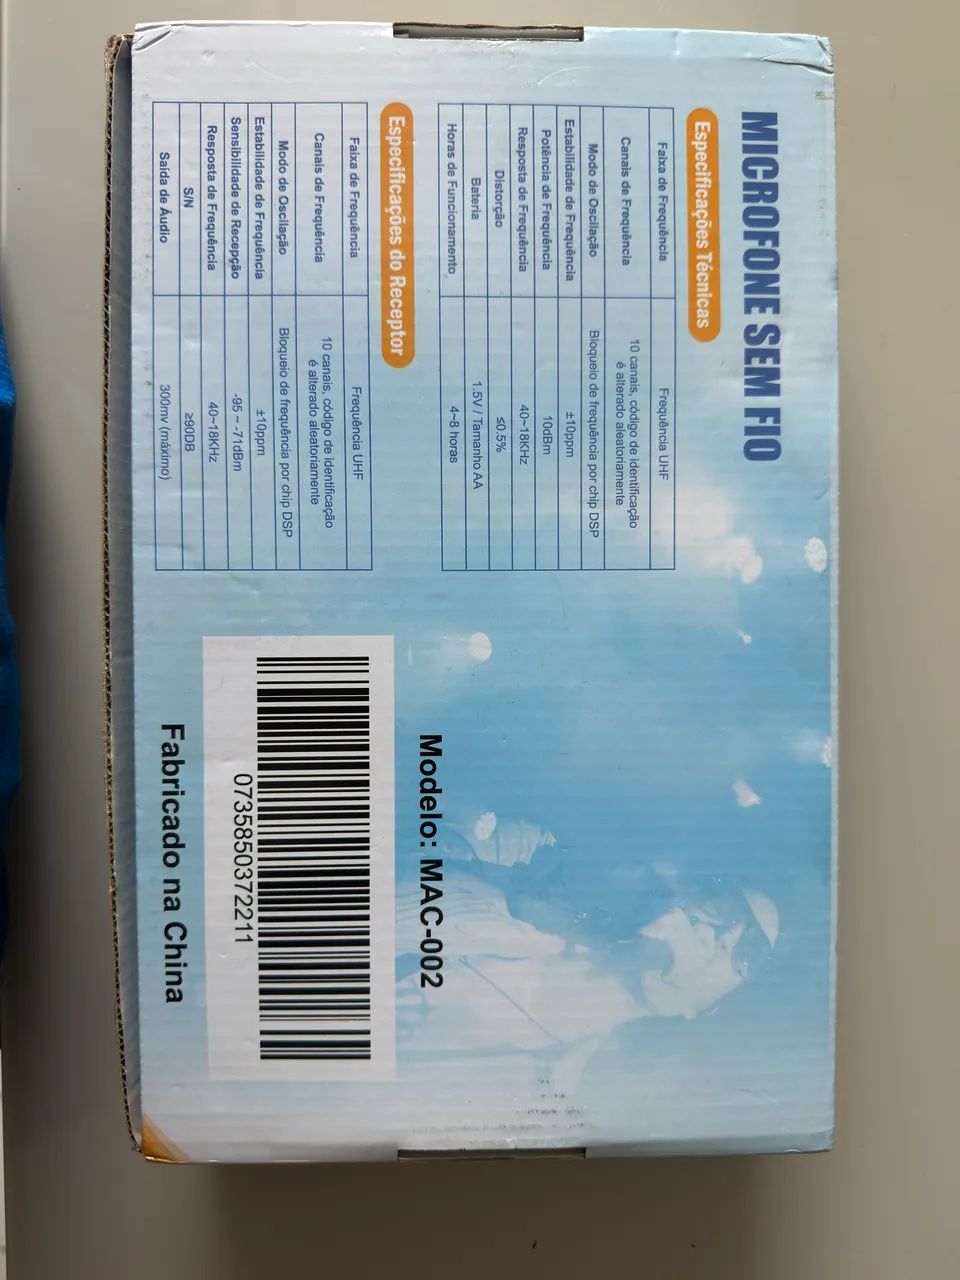 MICROFONE SEM FIO
Especificações Técnicas
Faixa de Frequência Frequência UHF
Canais de Frequência 10 canais, código de identificação
é alterado aleatoriamente
Modo de Oscilação Bloqueio de frequência por chip DSP
Estabilidade de Frequência ±10ppm
Potência de Frequência 10dBm
Resposta de Frequência 40~18KHz
Distorção ≤0.5%
Bateria 1.5V / Tamanho AA
Horas de Funcionamento 4~8 horas
Especificações do Receptor
Faixa de Frequência Frequência UHF
Canais de Frequência 10 canais, código de identificação
é alterado aleatoriamente
Modo de Oscilação Bloqueio de frequência por chip DSP
Estabilidade de Frequência ±10ppm
Sensibilidade de Recepção -95 ~ -71dBm
Resposta de Frequência 40~18KHz
S/N ≥90DB
Saída de Áudio 300mv (máximo)
Modelo: MAC-002
0735850372211
Fabricado na China